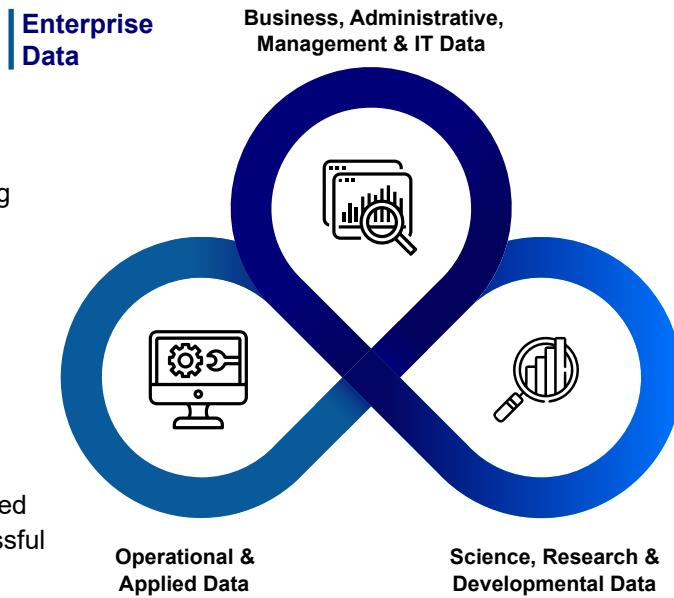 Enterprise
Data
Business, Administrative,
Management & IT Data
Operational &
Applied Data
Science, Research &
Developmental Data